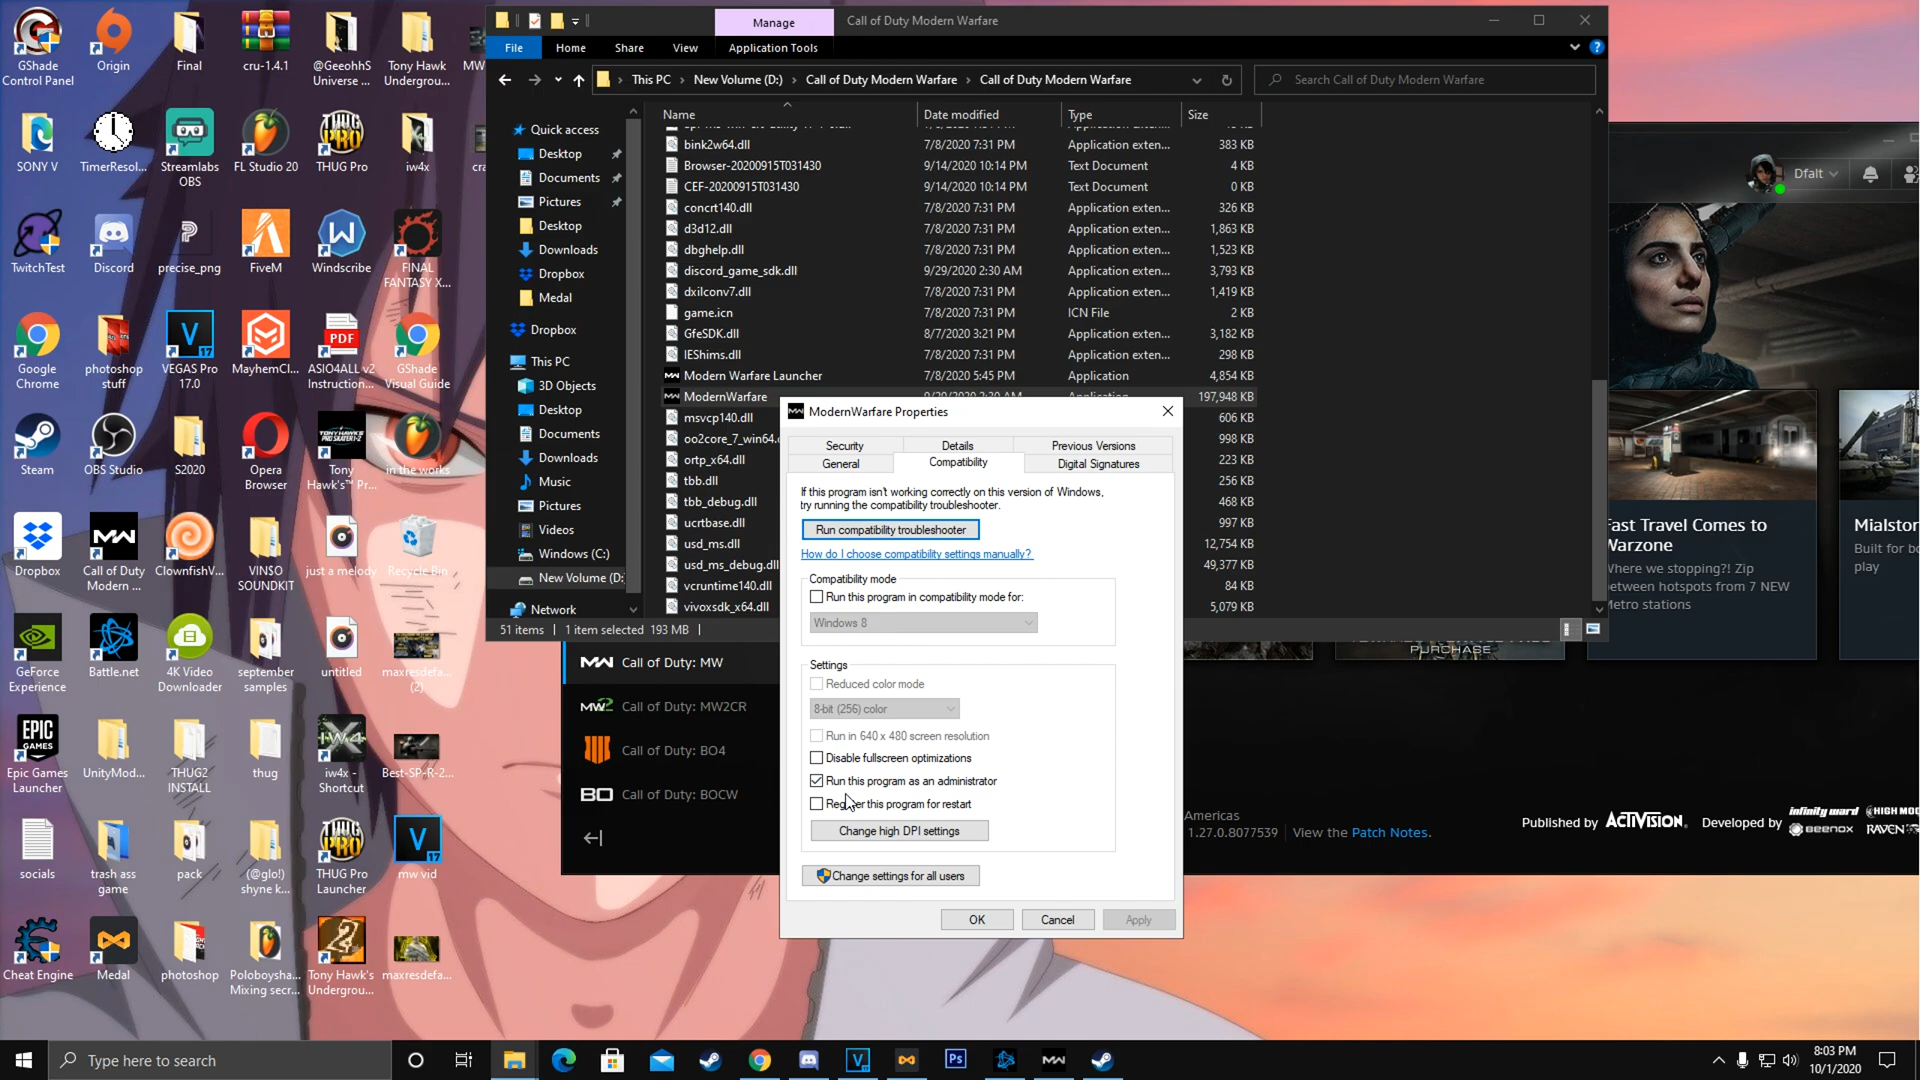 GShade Control Panel
Origin
Final
cru-1.4.1
@GeeohhS Universe ...
Tony Hawk Undergrou...
MW
SONY V
TimerResol...
Streamlabs OBS
FL Studio 20
THUG Pro
iw4x
cra
TwitchTest
Discord
precise_png
FiveM
Windscribe
FINAL FANTASY X...
Google Chrome
photoshop stuff
VEGAS Pro 17.0
MayhemCl...
ASIO4ALL v2 Instruction...
GShade Visual Guide
Steam
OBS Studio
S2020
Opera Browser
Tony Hawk's™ Pr...
in the works
Dropbox
Call of Duty Modern ...
ClownfishV...
VIN$O SOUNDKIT
just a melody
Recycle Bin
GeForce Experience
Battle.net
4K Video Downloader
september samples
untitled
maxresdefa... (2)
Epic Games Launcher
UnityMod...
THUG2 INSTALL
thug
iw4x - Shortcut
Best-SP-R-2...
socials
trash ass game
pack
(@glo!) shyne k...
THUG Pro Launcher
mw vid
Cheat Engine
Medal
photoshop
Poloboysha... Mixing secr...
Tony Hawk's Undergrou...
maxresdefa...
Manage
Call of Duty Modern Warfare
File
Home
Share
View
Application Tools
This PC
New Volume (D:)
Call of Duty Modern Warfare
Call of Duty Modern Warfare
Search Call of Duty Modern Warfare
Quick access
Desktop
Documents
Pictures
Desktop
Downloads
Dropbox
Medal
Dropbox
This PC
3D Objects
Desktop
Documents
Downloads
Music
Pictures
Videos
Windows (C:)
New Volume (D:
Network
Name Date modified Type Size
bink2w64.dll 7/8/2020 7:31 PM Application exten... 383 KB
Browser-20200915T031430 9/14/2020 10:14 PM Text Document 4 KB
CEF-20200915T031430 9/14/2020 10:14 PM Text Document 0 KB
concrt140.dll 7/8/2020 7:31 PM Application exten... 326 KB
d3d12.dll 7/8/2020 7:31 PM Application exten... 1,863 KB
dbghelp.dll 7/8/2020 7:31 PM Application exten... 1,523 KB
discord_game_sdk.dll 9/29/2020 2:30 AM Application exten... 3,793 KB
dxilconv7.dll 7/8/2020 7:31 PM Application exten... 1,419 KB
game.icn 7/8/2020 7:31 PM ICN File 2 KB
GfeSDK.dll 8/7/2020 3:21 PM Application exten... 3,182 KB
IEShims.dll 7/8/2020 7:31 PM Application exten... 298 KB
Modern Warfare Launcher 7/8/2020 5:45 PM Application 4,854 KB
ModernWarfare 9/29/2020 2:30 AM Application 197,948 KB
msvcp140.dll 606 KB
oo2core_7_win64. 998 KB
ortp_x64.dll 223 KB
tbb.dll 256 KB
tbb_debug.dll 468 KB
ucrtbase.dll 997 KB
usd_ms.dll 12,754 KB
usd_ms_debug.dll 49,377 KB
vcruntime140.dll 84 KB
vivoxsdk_x64.dll 5,079 KB
51 items 1 item selected 193 MB
ModernWarfare Properties
Security
Details
Previous Versions
General
Compatibility
Digital Signatures
If this program isn't working correctly on this version of Windows,
try running the compatibility troubleshooter.
Run compatibility troubleshooter
How do I choose compatibility settings manually?
Compatibility mode
Run this program in compatibility mode for:
Windows 8
Settings
Reduced color mode
8-bit (256) color
Run in 640 x 480 screen resolution
Disable fullscreen optimizations
Run this program as an administrator
this program for restart
Change high DPI settings
Change settings for all users
OK
Cancel
Apply
Call of Duty: MW
Call of Duty: MW2CR
Call of Duty: BO4
Call of Duty: BOCW
Dfalt
Fast Travel Comes to
Warzone
Where we stopping?! Zip
between hotspots from 7 NEW
Metro stations
Mialstor
Built for b
play
PURCHASE
Americas
1.27.0.8077539
View the Patch Notes.
Published by ACTIVISION.
Developed by
infinity ward
HIGH MO
BEENOX
RAVEN
Type here to search
8:03 PM
10/1/2020